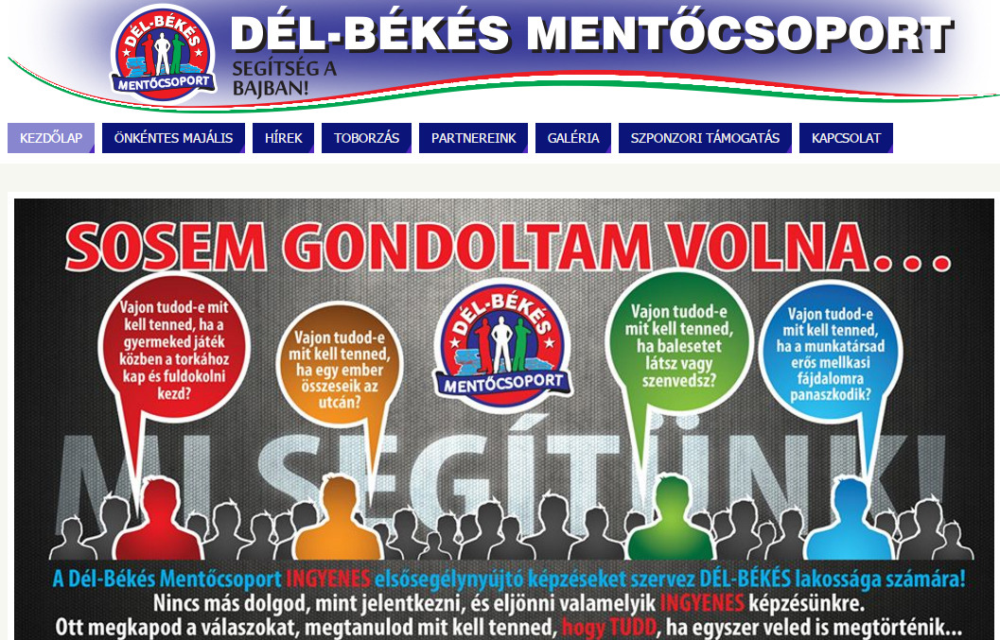 DÉL-BÉKÉS
MENTŐCSOPORT
DÉL-BÉKÉS MENTŐCSOPORT
SEGÍTSÉG A
BAJBAN!
KEZDŐLAP
ÖNKÉNTES MAJÁLIS
HÍREK
TOBORZÁS
PARTNEREINK
GALÉRIA
SZPONZORI TÁMOGATÁS
KAPCSOLAT
SOSEM GONDOLTAM VOLNA...
Vajon tudod-e mit
kell tenned, ha a
gyermeked játék
közben a torkához
kap és fuldokolni
kezd?
Vajon tudod-e
mit kell tenned,
ha egy ember
összeseik az
utcán?
DÉL-BÉKÉS
MENTŐCSOPORT
Vajon tudod-e
mit kell tenned,
ha balesetet
látsz vagy
szenvedsz?
Vajon tudod-e
mit kell tenned,
ha a munkatársad
erős mellkasi
fájdalomra
panaszkodik?
MI SEGÍTÜNK!
A Dél-Békés Mentőcsoport INGYENES elsősegélynyújtó képzéseket szervez DÉL-BÉKÉS lakossága számára!
Nincs más dolgod, mint jelentkezni, és eljönni valamelyik INGYENES képzésünkre.
Ott megkapod a válaszokat, megtanulod mit kell tenned, hogy TUDD, ha egyszer veled is megtörténik...